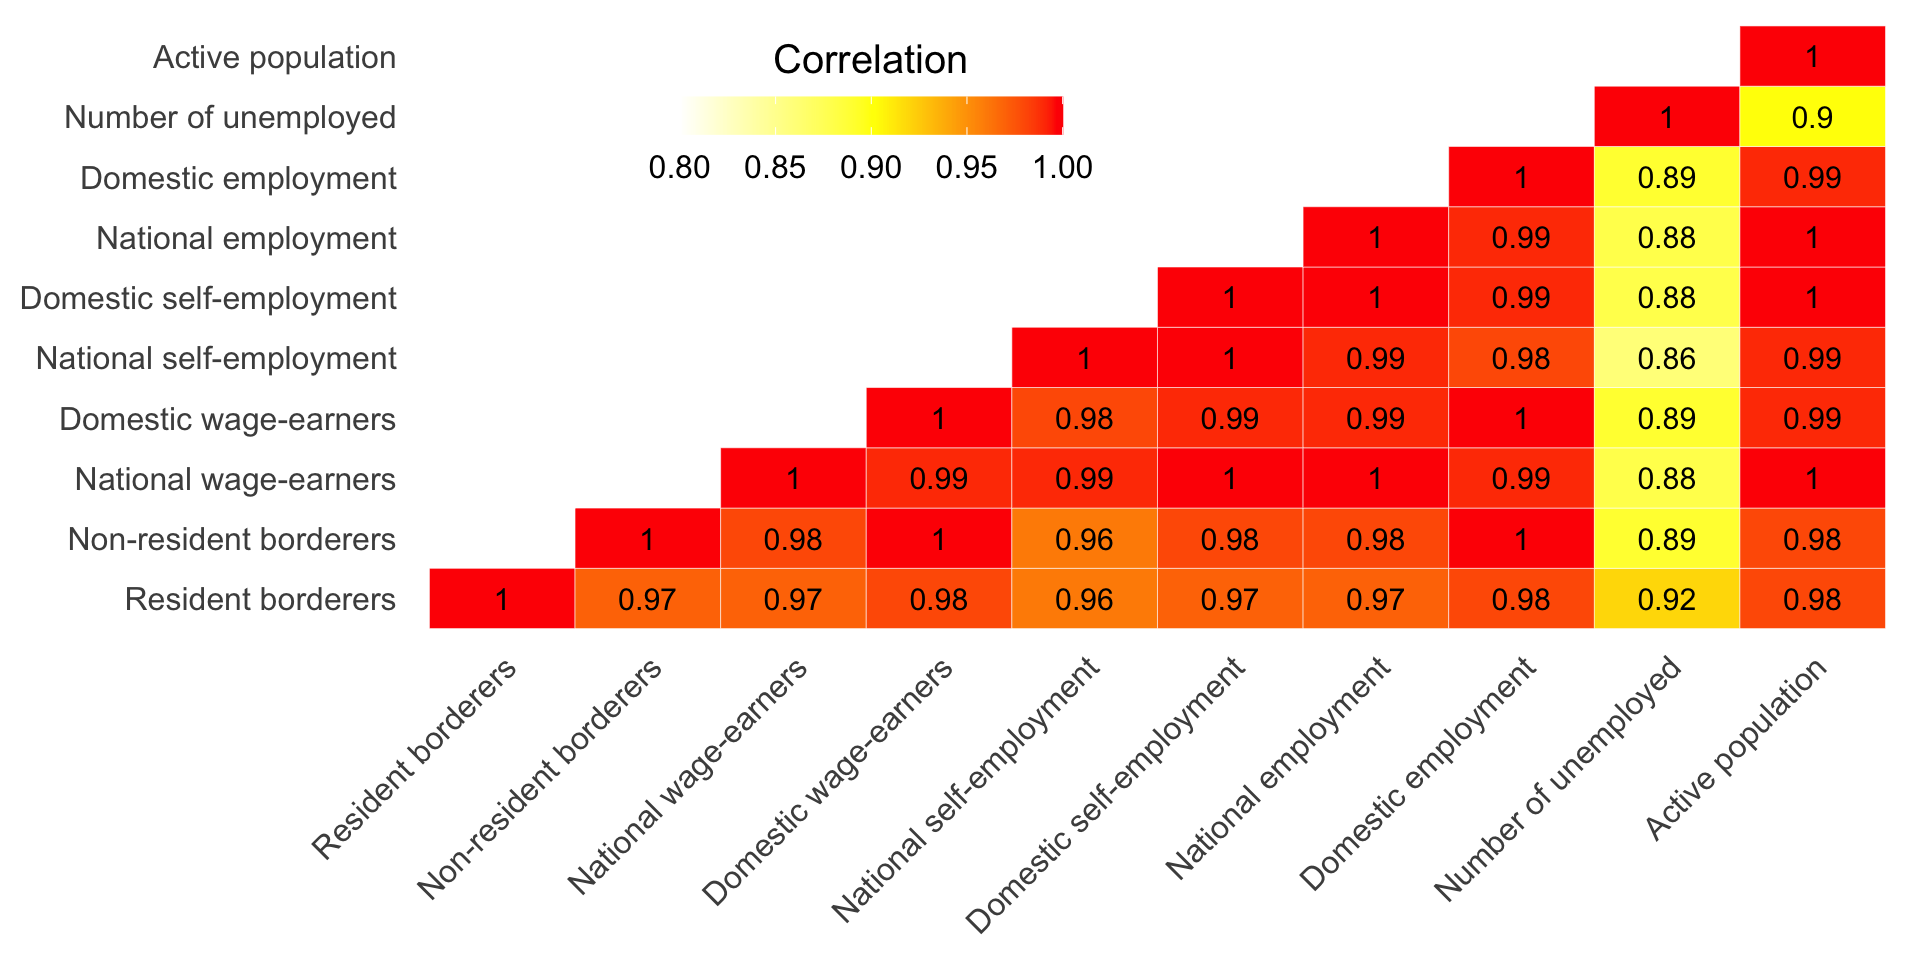 Correlation
0.80 0.85 0.90 0.95 1.00
Active population 1
Number of unemployed 1 0.9
Domestic employment 1 0.89 0.99
National employment 1 0.99 0.88 1
Domestic self-employment 1 1 0.99 0.88 1
National self-employment 1 1 0.99 0.98 0.86 0.99
Domestic wage-earners 1 0.98 0.99 0.99 1 0.89 0.99
National wage-earners 1 0.99 0.99 1 1 0.99 0.88 1
Non-resident borderers 1 0.98 1 0.96 0.98 0.98 1 0.89 0.98
Resident borderers 1 0.97 0.97 0.98 0.96 0.97 0.97 0.98 0.92 0.98
Resident borderers
Non-resident borderers
National wage-earners
Domestic wage-earners
National self-employment
Domestic self-employment
National employment
Domestic employment
Number of unemployed
Active population